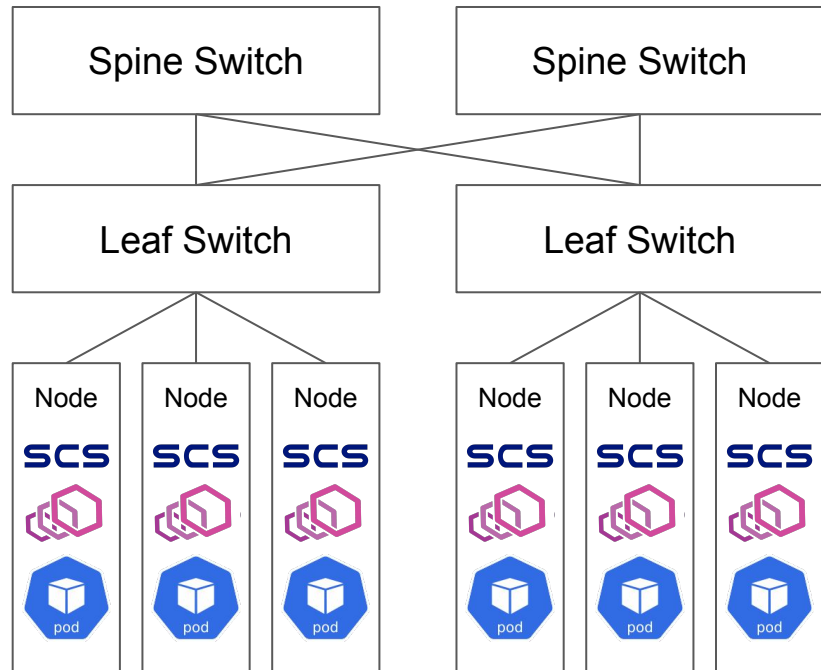 Spine Switch
Spine Switch
Leaf Switch
Leaf Switch
Node
Node
Node
Node
Node
Node
SCS
SCS
SCS
SCS
SCS
SCS
pod
pod
pod
pod
pod
pod